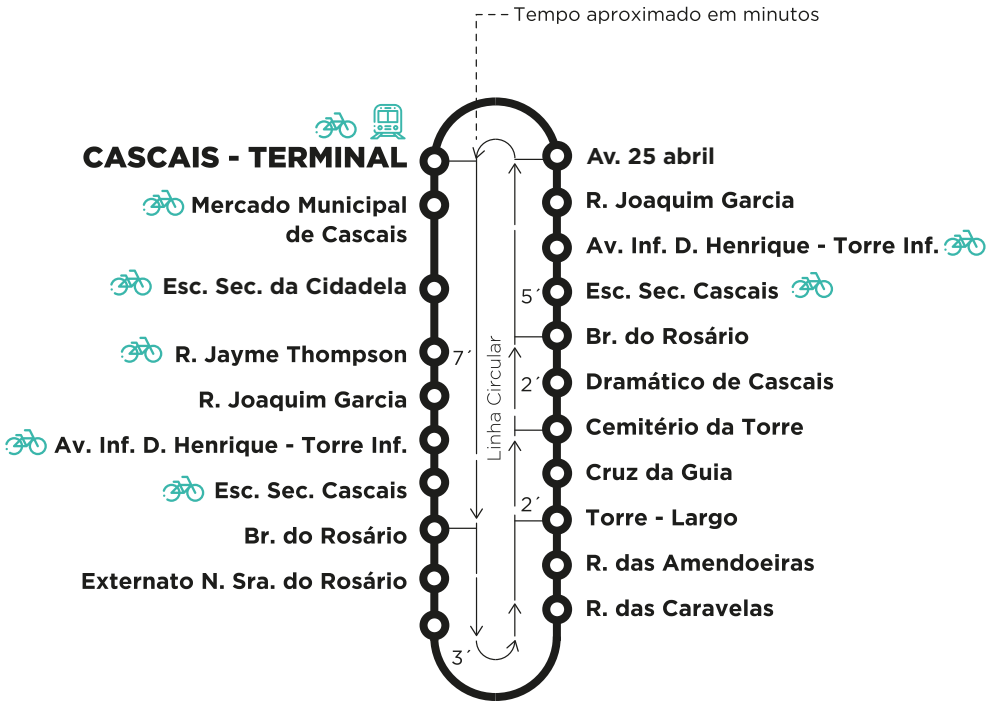 Tempo aproximado em minutos
CASCAIS - TERMINAL
Mercado Municipal
de Cascais
Esc. Sec. da Cidadela
R. Jayme Thompson
R. Joaquim Garcia
Av. Inf. D. Henrique - Torre Inf.
Esc. Sec. Cascais
Br. do Rosário
Externato N. Sra. do Rosário
7´
3´
Linha Circular
5´
2´
2´
Av. 25 abril
R. Joaquim Garcia
Av. Inf. D. Henrique - Torre Inf.
Esc. Sec. Cascais
Br. do Rosário
Dramático de Cascais
Cemitério da Torre
Cruz da Guia
Torre - Largo
R. das Amendoeiras
R. das Caravelas